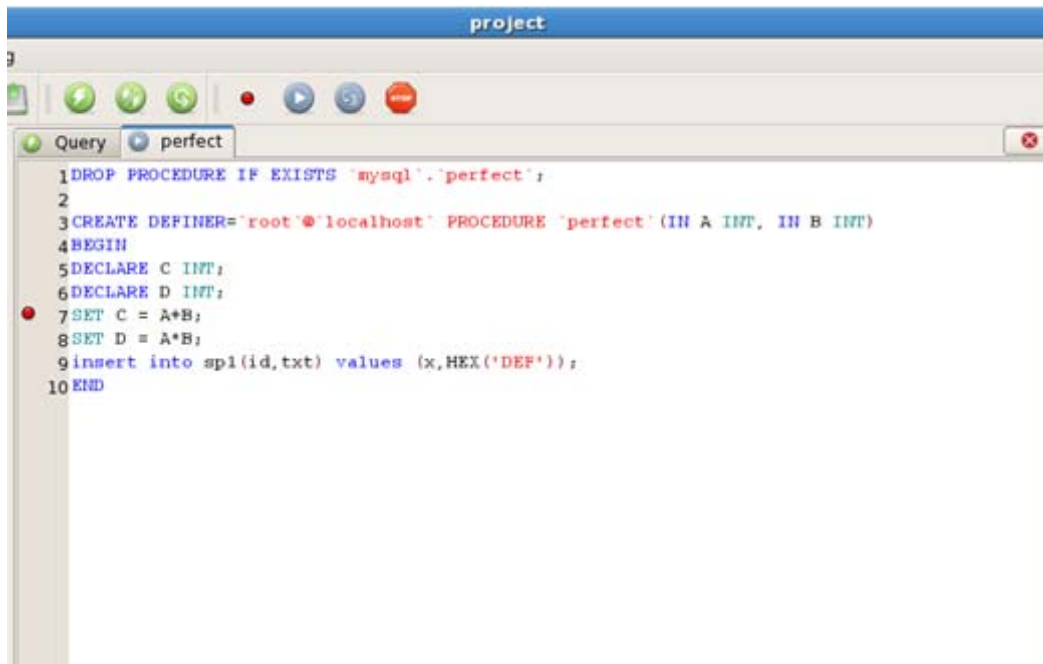 project
g
STOP
Query perfect
1 DROP PROCEDURE IF EXISTS `mysql`.`perfect`;
2
3 CREATE DEFINER=`root`@`localhost` PROCEDURE `perfect`(IN A INT, IN B INT)
4 BEGIN
5 DECLARE C INT;
6 DECLARE D INT;
7 SET C = A+B;
8 SET D = A*B;
9 insert into sp1(id,txt) values (x,HEX('DEF'));
10 END